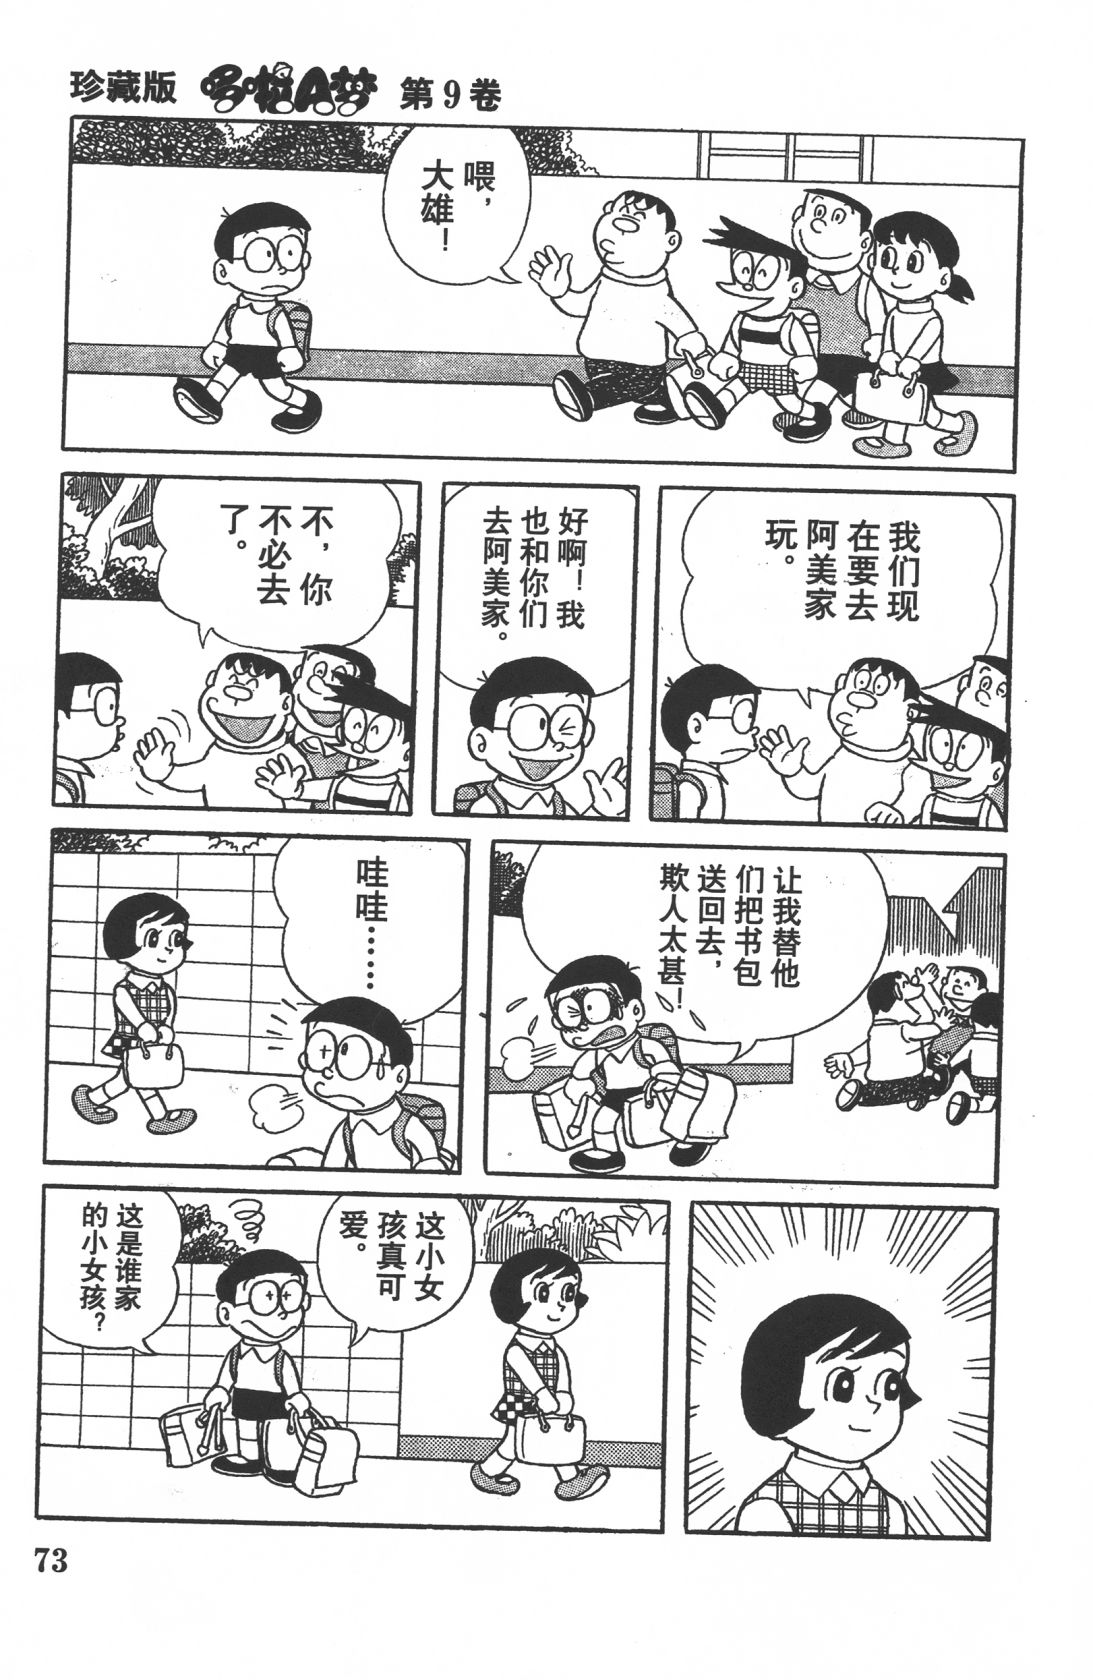 珍藏版 哆啦A梦 第9卷
喂，
大雄！
我们现
在要去
阿美家
玩。
好啊！我
也和你们
去阿美家。
不，你
不必去
了。
让我替他
们把书包
送回去，
欺人太甚！
哇哇……
这小女
孩真可
爱。
这是谁家
的小女孩？
73